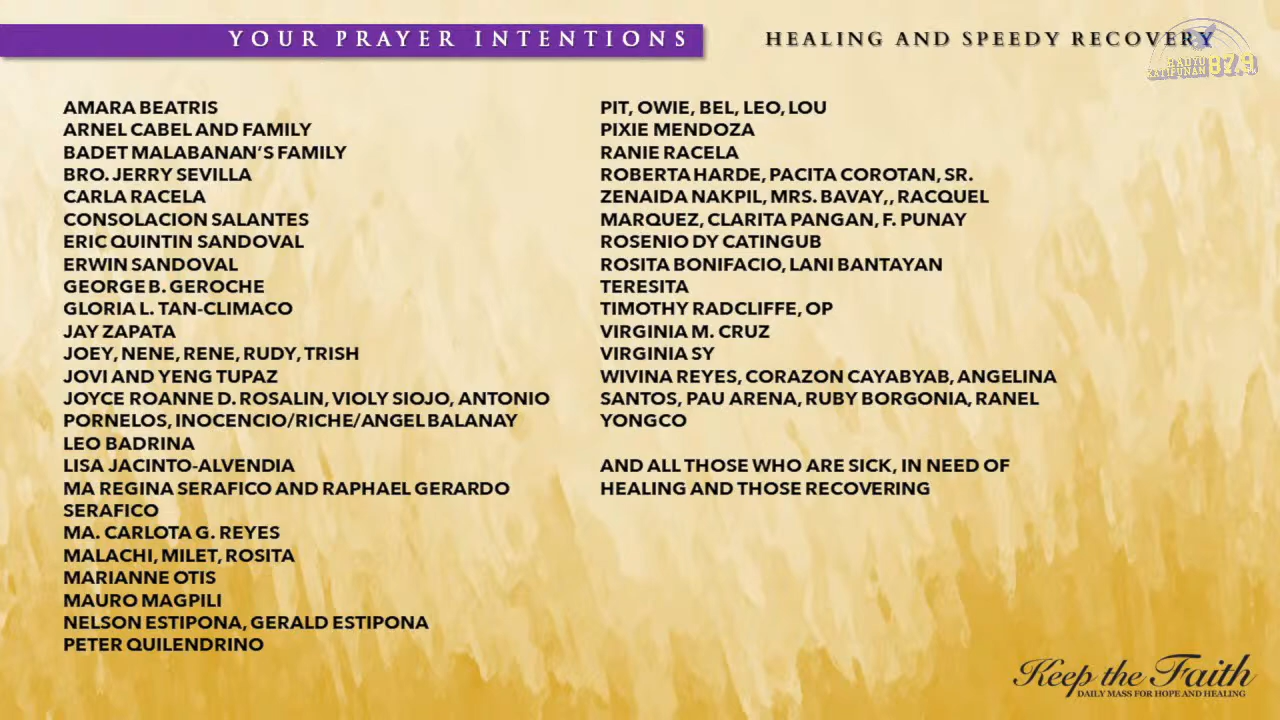 YOUR PRAYER INTENTIONS
HEALING AND SPEEDY RECOVERY
RADYO
KATIPUNAN 87.9
AMARA BEATRIS
ARNEL CABEL AND FAMILY
BADET MALABANAN'S FAMILY
BRO. JERRY SEVILLA
CARLA RACELA
CONSOLACION SALANTES
ERIC QUINTIN SANDOVAL
ERWIN SANDOVAL
GEORGE B. GEROCHE
GLORIA L. TAN-CLIMACO
JAY ZAPATA
JOEY, NENE, RENE, RUDY, TRISH
JOVI AND YENG TUPAZ
JOYCE ROANNE D. ROSALIN, VIOLY SIOJO, ANTONIO
PORNELOS, INOCENCIO/RICHE/ANGEL BALANAY
LEO BADRINA
LISA JACINTO-ALVENDIA
MA REGINA SERAFICO AND RAPHAEL GERARDO
SERAFICO
MA. CARLOTA G. REYES
MALACHI, MILET, ROSITA
MARIANNE OTIS
MAURO MAGPILI
NELSON ESTIPONA, GERALD ESTIPONA
PETER QUILENDRINO
PIT, OWIE, BEL, LEO, LOU
PIXIE MENDOZA
RANIE RACELA
ROBERTA HARDE, PACITA COROTAN, SR.
ZENAIDA NAKPIL, MRS. BAVAY,, RACQUEL
MARQUEZ, CLARITA PANGAN, F. PUNAY
ROSENIO DY CATINGUB
ROSITA BONIFACIO, LANI BANTAYAN
TERESITA
TIMOTHY RADCLIFFE, OP
VIRGINIA M. CRUZ
VIRGINIA SY
WIVINA REYES, CORAZON CAYABYAB, ANGELINA
SANTOS, PAU ARENA, RUBY BORGONIA, RANEL
YONGCO
AND ALL THOSE WHO ARE SICK, IN NEED OF
HEALING AND THOSE RECOVERING
Keep the Faith
DAILY MASS FOR HOPE AND HEALING